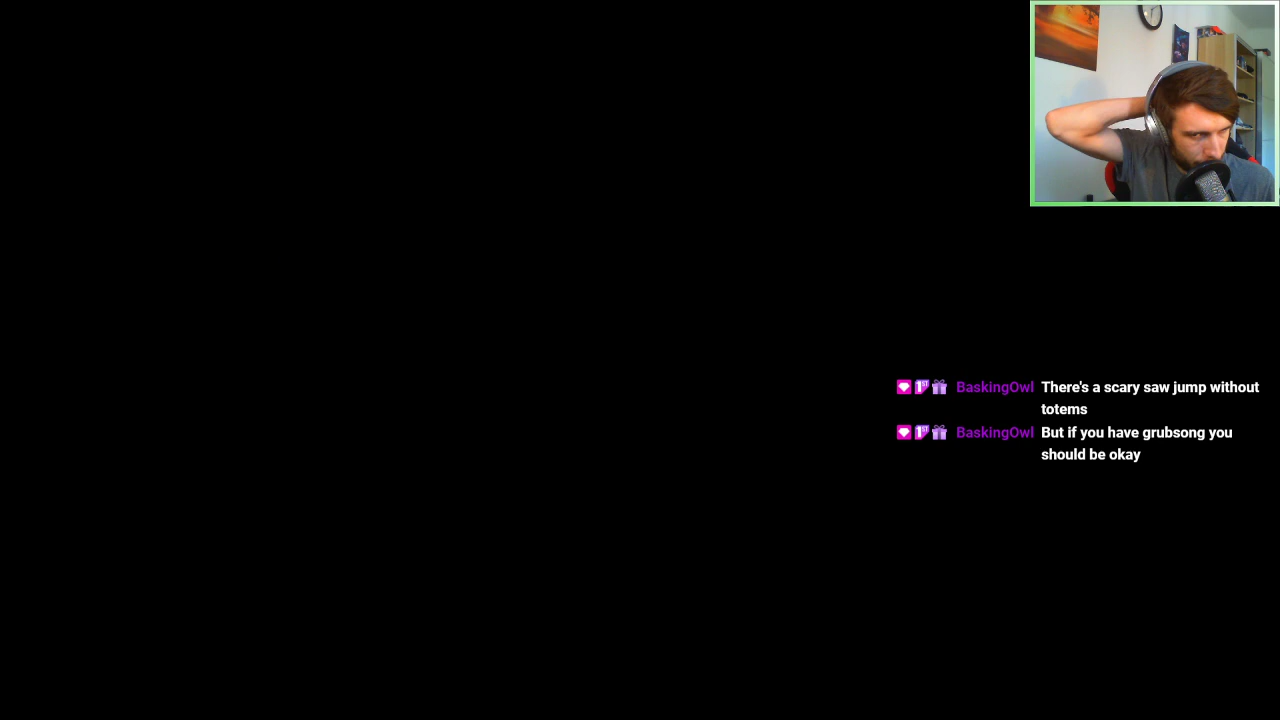 BaskingOwl There's a scary saw jump without
totems
BaskingOwl But if you have grubsong you
should be okay